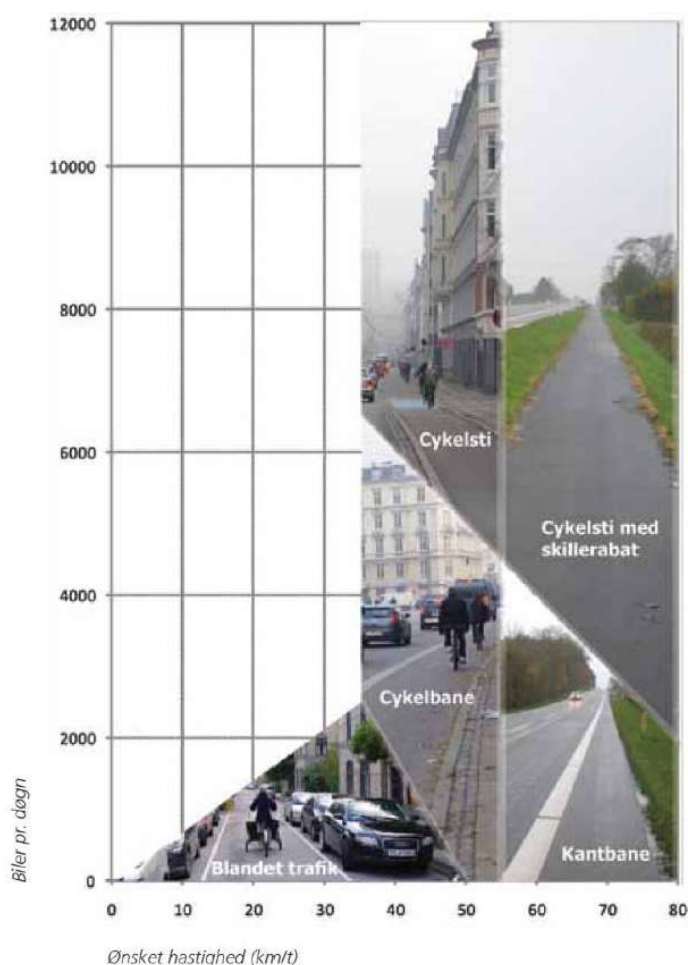 12000
10000
8000
6000
4000
2000
0
Cykelsti
Cykelsti med
skillerabat
Cykelbane
Blandet trafik
Kantbane
Biler pr. døgn
0 10 20 30 40 50 60 70 80
Ønsket hastighed (km/t)